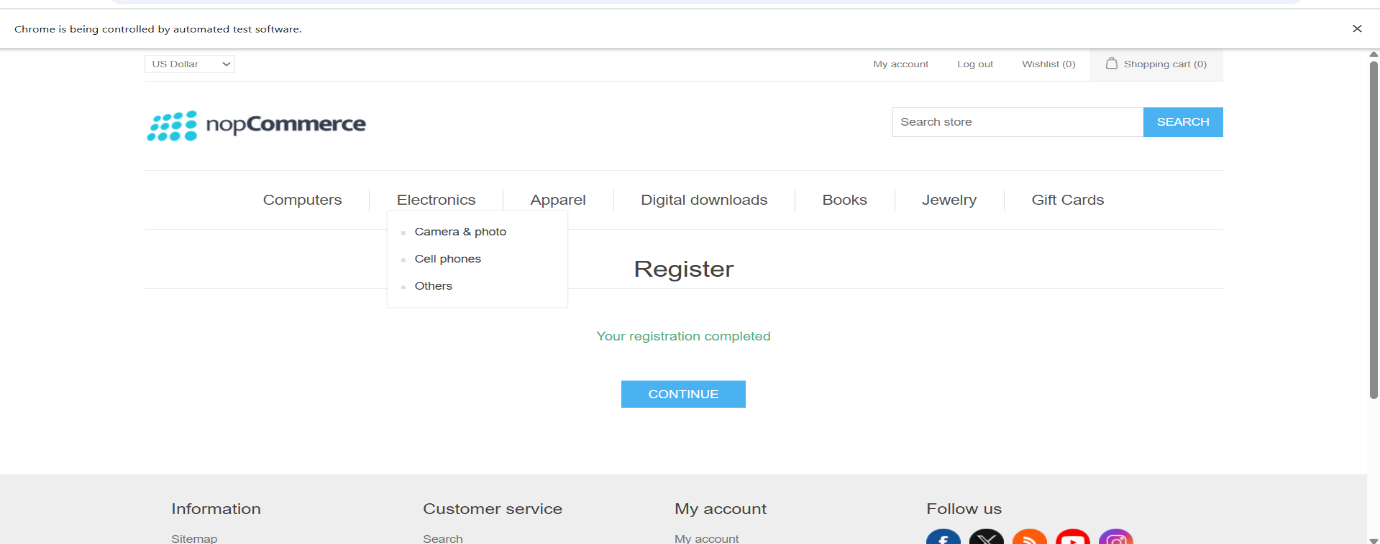 Chrome is being controlled by automated test software.
US Dollar My account Log out Wishlist (0) Shopping cart (0)
nopCommerce Search store SEARCH
Computers Electronics Apparel Digital downloads Books Jewelry Gift Cards
Camera & photo
Cell phones
Others
Register
Your registration completed
CONTINUE
Information Customer service My account Follow us
Sitemap Search My account